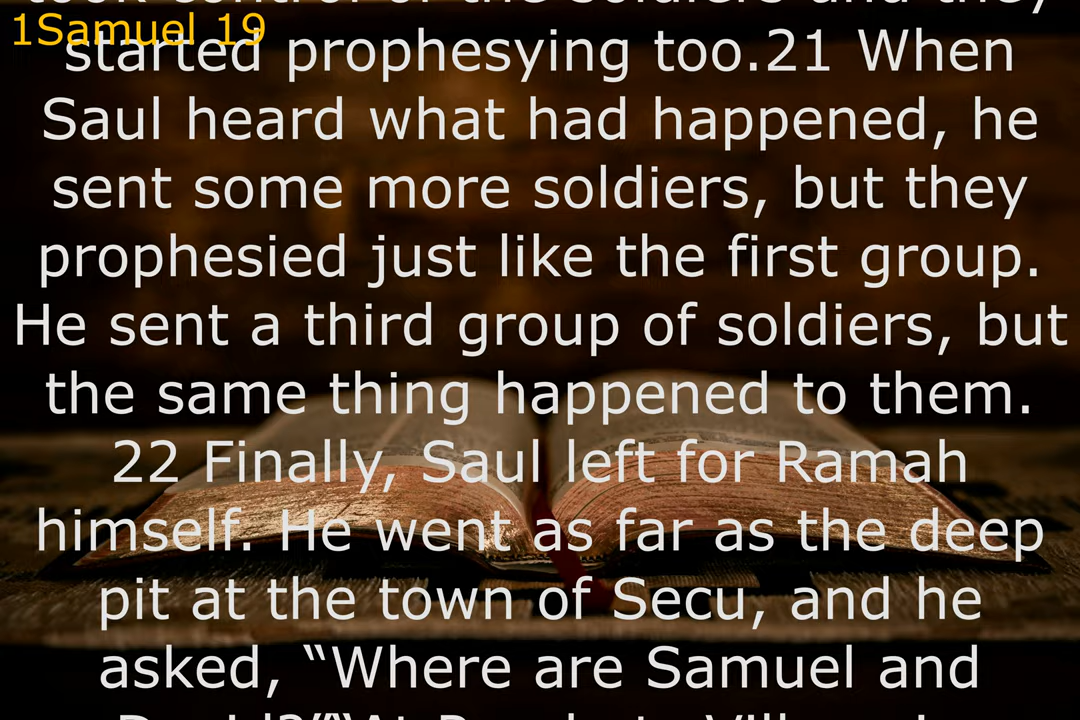 took control of the soldiers and they
1Samuel 19
started prophesying too.21 When
Saul heard what had happened, he
sent some more soldiers, but they
prophesied just like the first group.
He sent a third group of soldiers, but
the same thing happened to them.
22 Finally, Saul left for Ramah
himself. He went as far as the deep
pit at the town of Secu, and he
asked, “Where are Samuel and